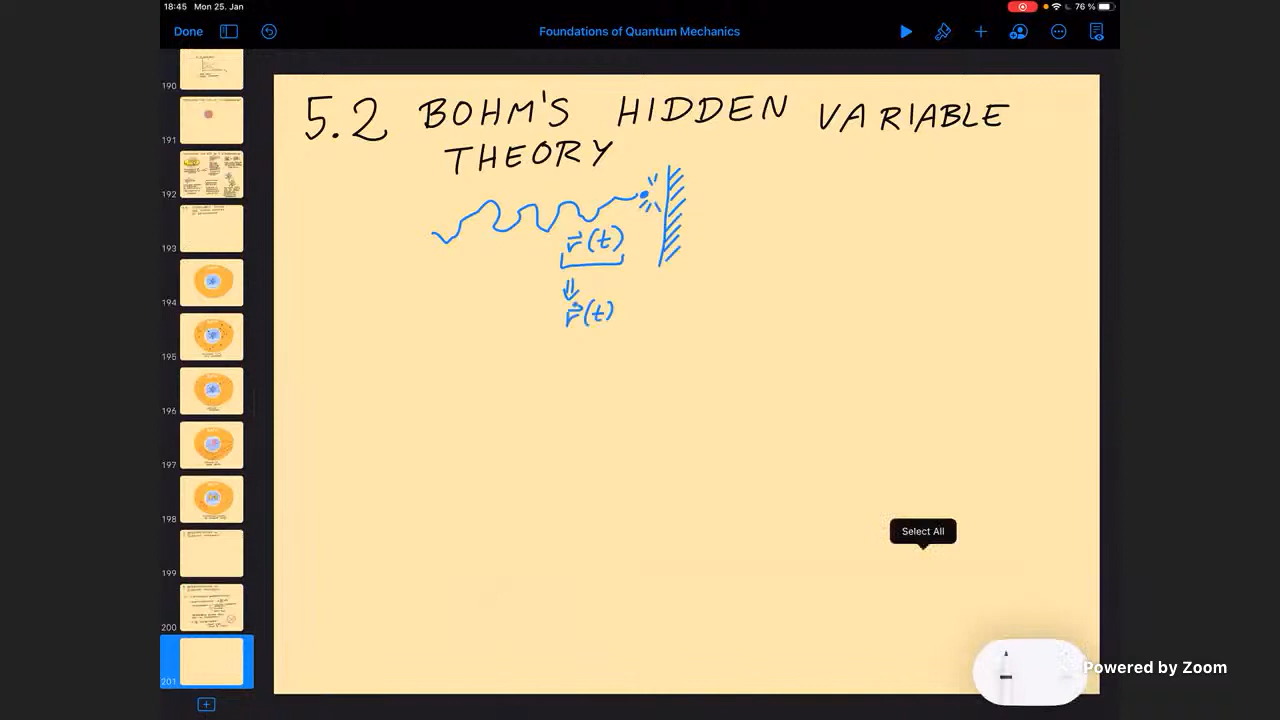 18:45 Mon 25. Jan
76 %
Done
Foundations of Quantum Mechanics
5.2 BOHM'S HIDDEN VARIABLE
THEORY
r⃗(t)
⇓
r⃗(t)
Select All
190
191
192
193
194
195
196
197
198
199
200
201
Powered by Zoom